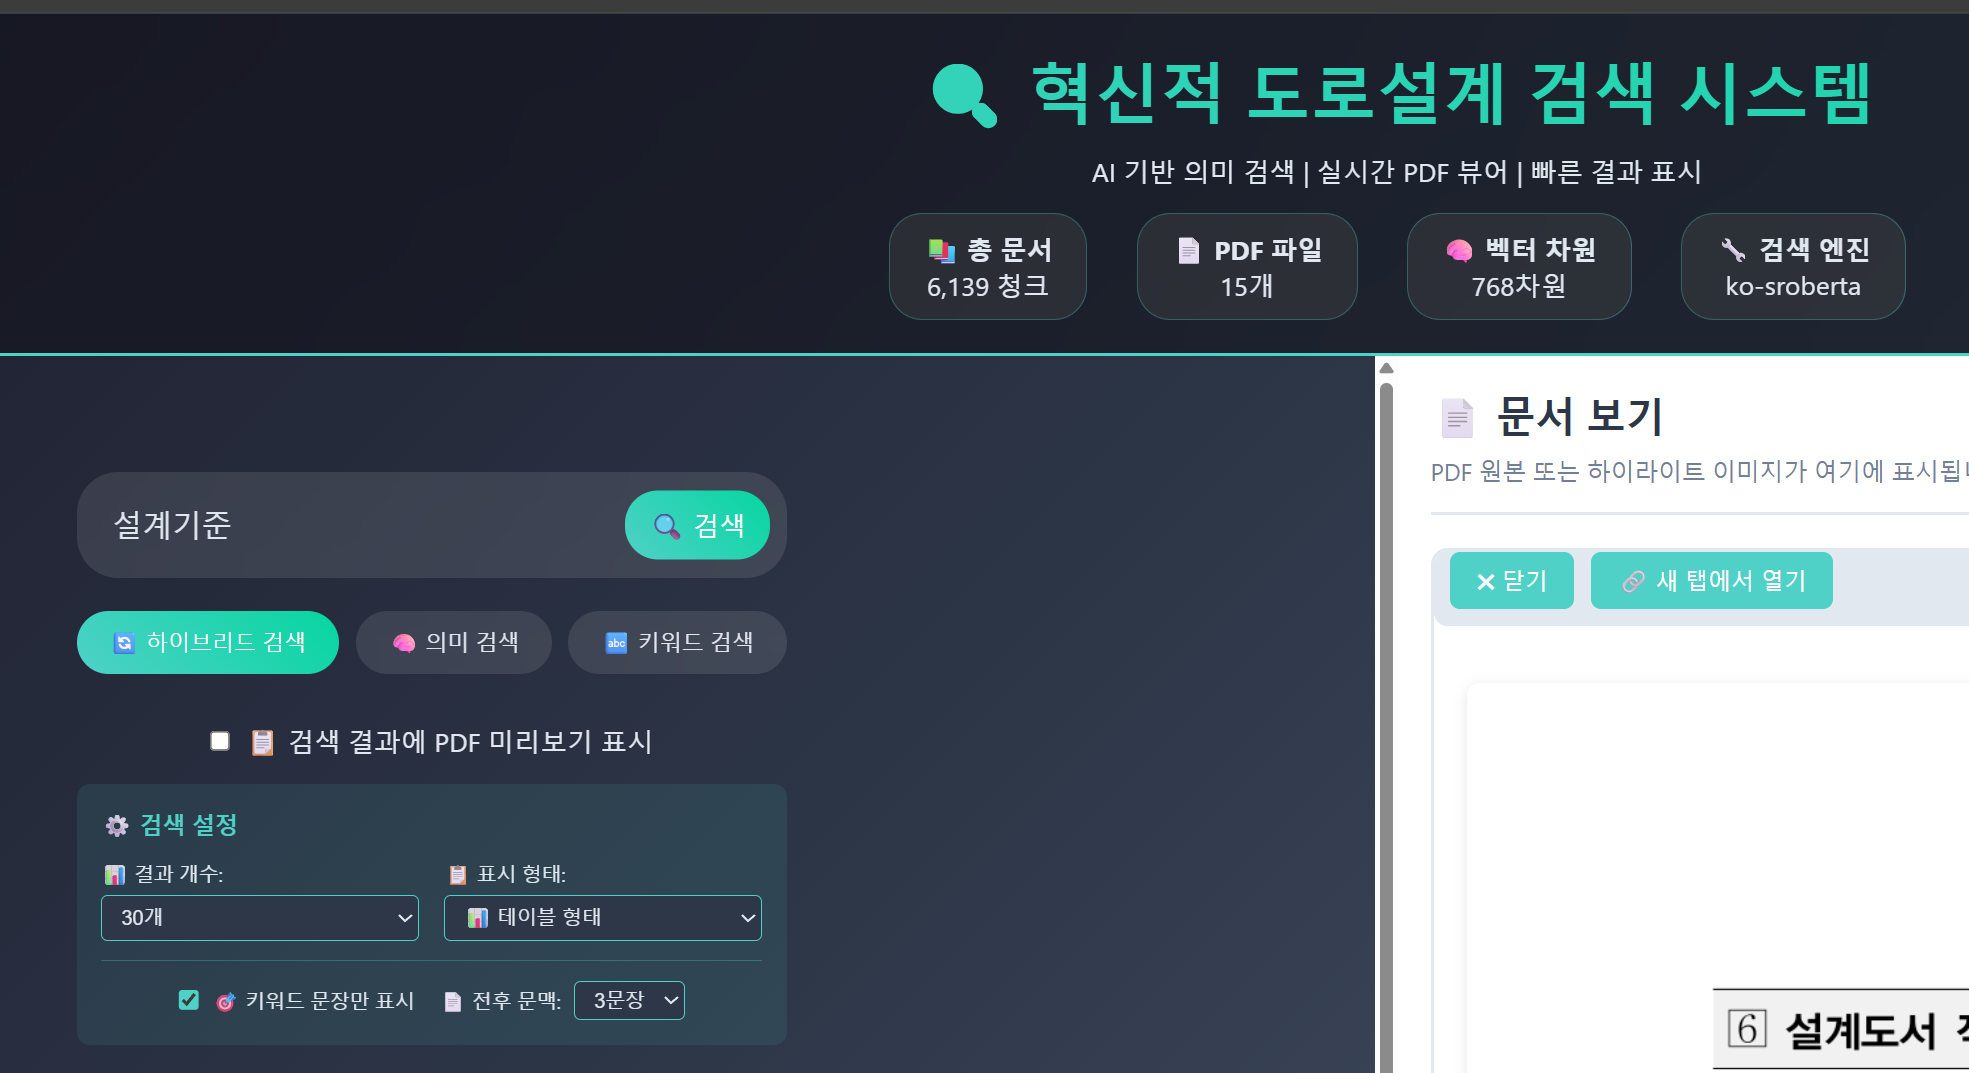 혁신적 도로설계 검색 시스템
AI 기반 의미 검색 | 실시간 PDF 뷰어 | 빠른 결과 표시
총 문서
6,139 청크
PDF 파일
15개
벡터 차원
768차원
검색 엔진
ko-sroberta
설계기준
검색
하이브리드 검색
의미 검색
abc 키워드 검색
검색 결과에 PDF 미리보기 표시
검색 설정
결과 개수:
30개
표시 형태:
테이블 형태
키워드 문장만 표시
전후 문맥:
3문장
문서 보기
PDF 원본 또는 하이라이트 이미지가 여기에 표시됩
× 닫기
새 탭에서 열기
6 설계도서